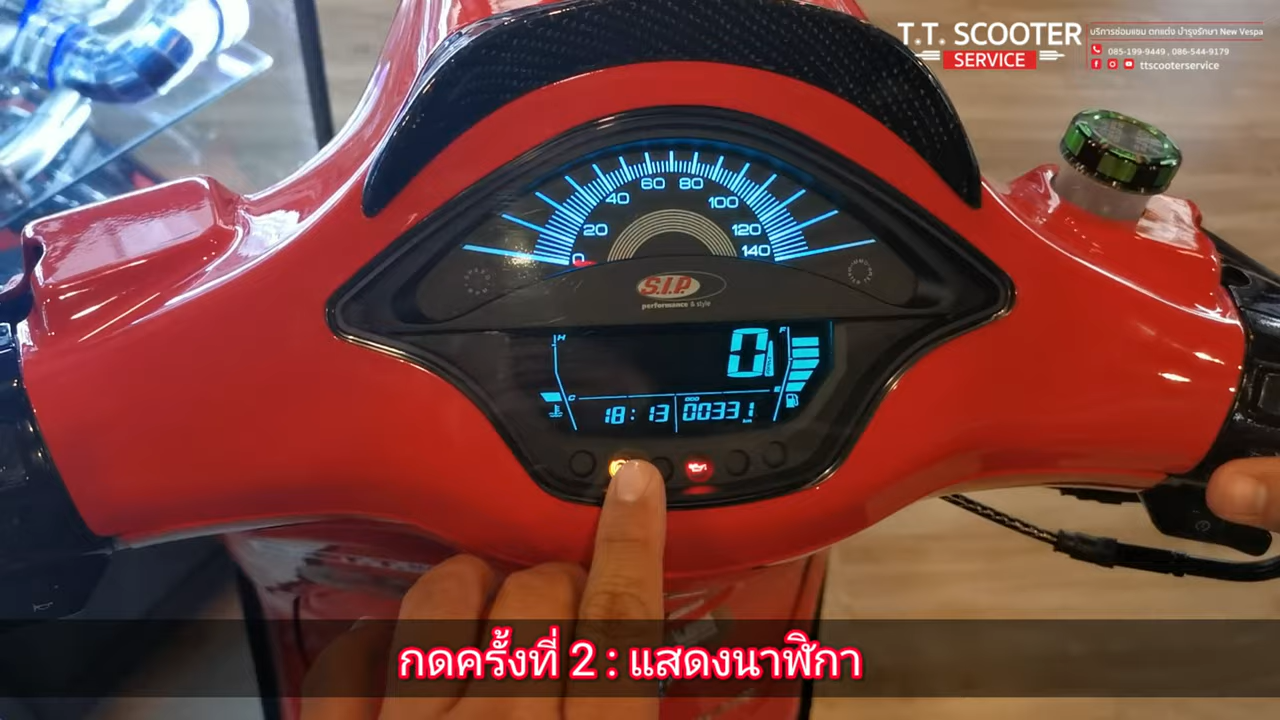 T.T. SCOOTER
SERVICE
บริการซ่อมแซม ตกแต่ง บำรุงรักษา New Vespa
085-199-9449 , 086-544-9179
ttscooterservice
0
20
40
60
80
100
120
140
S.I.P.
performance & style
H
0
F
C
E
18:13
ODO
00331
km
กดครั้งที่ 2 : แสดงนาฬิกา